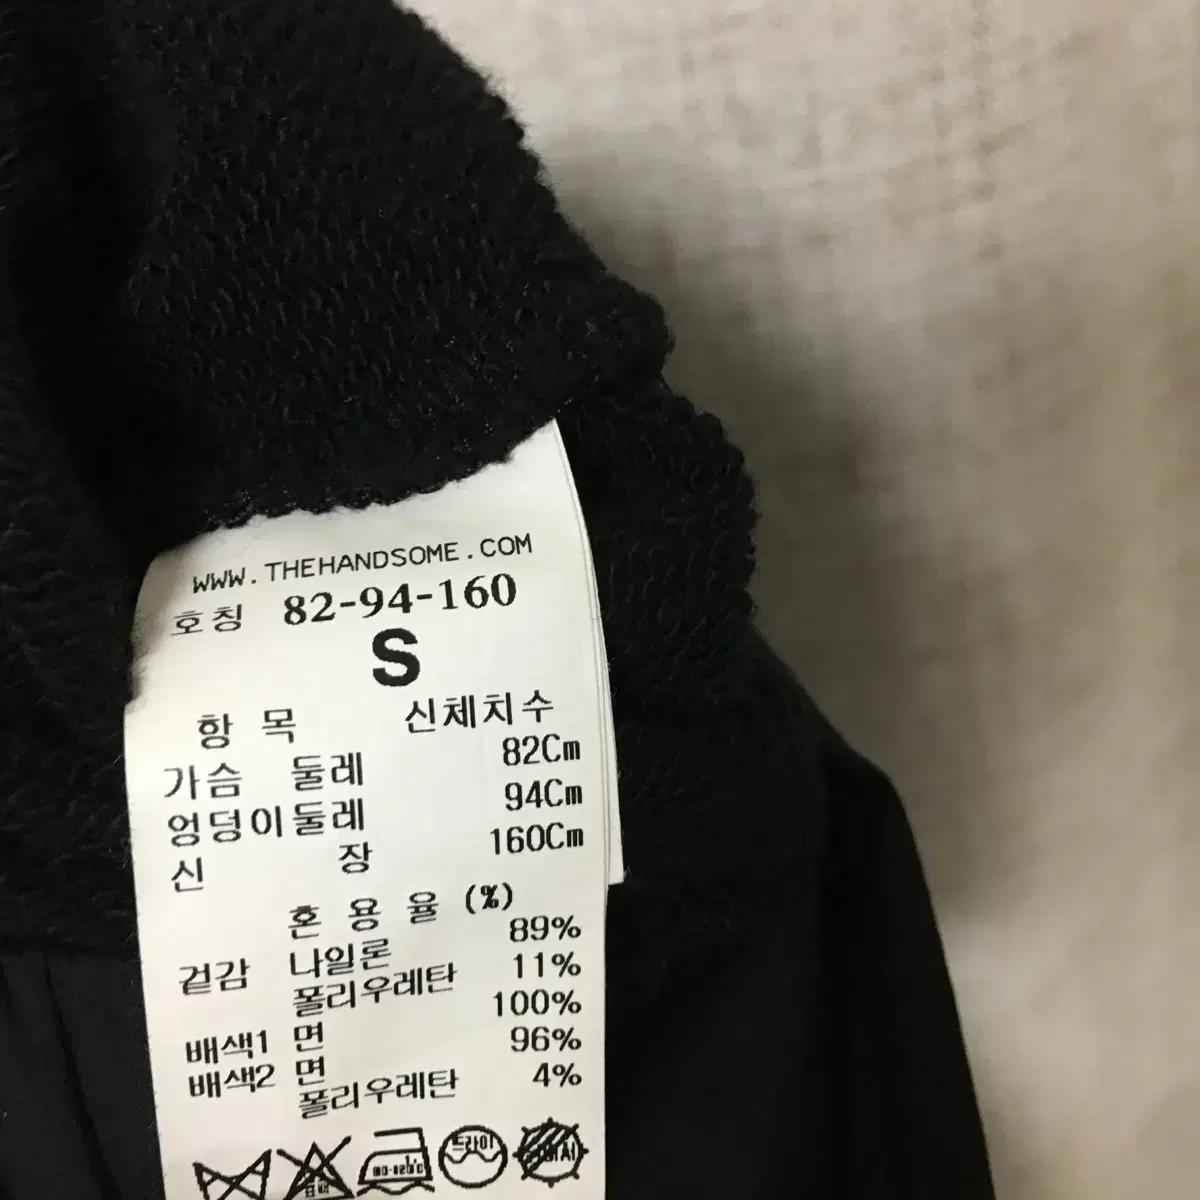 WWW.THEHANDSOME.COM
호칭 82-94-160
S
항 목 신체치수
가슴 둘레 82Cm
엉덩이둘레 94Cm
신 장 160Cm
혼 용 율 (%)
겉감 나일론 89%
폴리우레탄 11%
배색1 면 100%
배색2 면 96%
폴리우레탄 4%
드라이